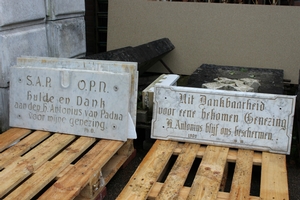 S.A.P. O.P.N.
hulde en Dank
aan den h. Antonius van Padua
voor mijne Genezing
Uit Dankbaarheid
voor eene bekomen Genezing
H. Antonius blijf ons beschermen.